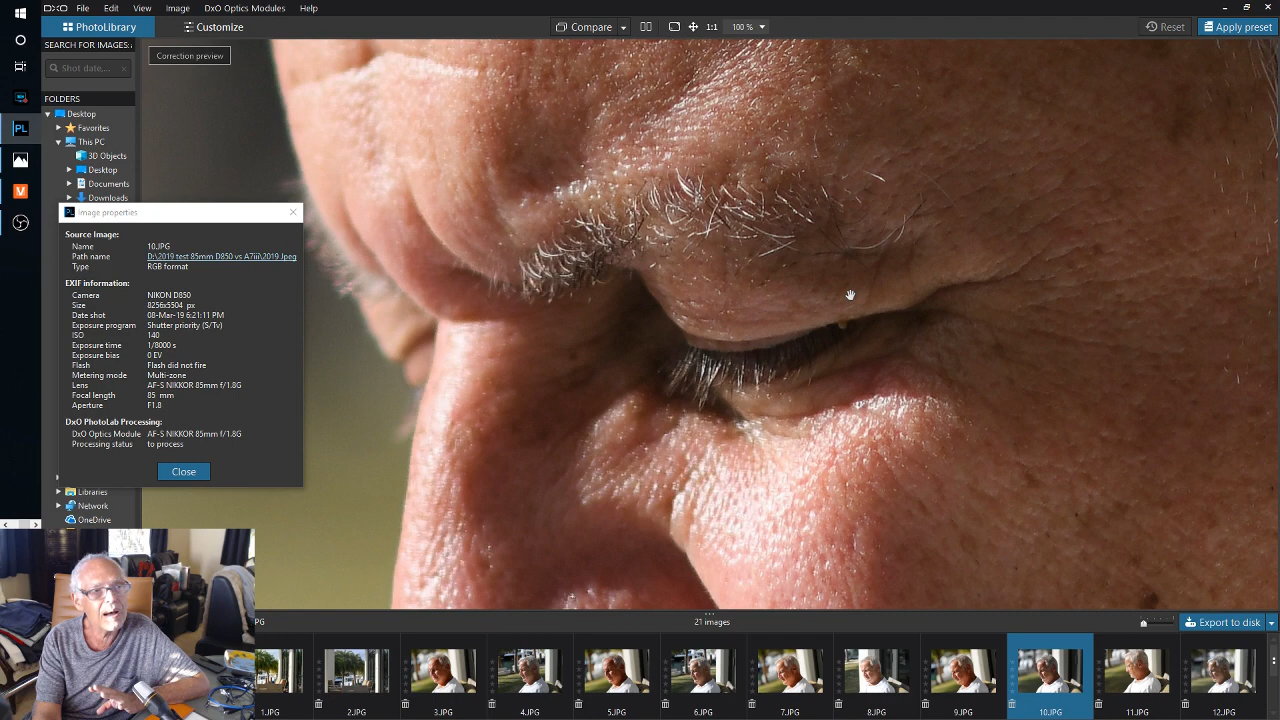 DxO File Edit View Image DxO Optics Modules Help
PhotoLibrary Customize Compare 1:1 100 % Reset Apply preset
SEARCH FOR IMAGES:
Shot date,...
Correction preview
FOLDERS
Desktop
Favorites
This PC
3D Objects
Desktop
Documents
Downloads
Image properties
Source Image:
Name 10.JPG
Path name D:\2019 test 85mm D850 vs A7iii\2019 Jpeg
Type RGB format
EXIF information:
Camera NIKON D850
Size 8256x5504 px
Date shot 08-Mar-19 6:21:11 PM
Exposure program Shutter priority (S/Tv)
ISO 140
Exposure time 1/8000 s
Exposure bias 0 EV
Flash Flash did not fire
Metering mode Multi-zone
Lens AF-S NIKKOR 85mm f/1.8G
Focal length 85 mm
Aperture F1.8
DxO PhotoLab Processing:
DxO Optics Module AF-S NIKKOR 85mm f/1.8G
Processing status to process
Close
Libraries
Network
OneDrive
PL
V
PG 21 images Export to disk
1.JPG 2.JPG 3.JPG 4.JPG 5.JPG 6.JPG 7.JPG 8.JPG 9.JPG 10.JPG 11.JPG 12.JPG